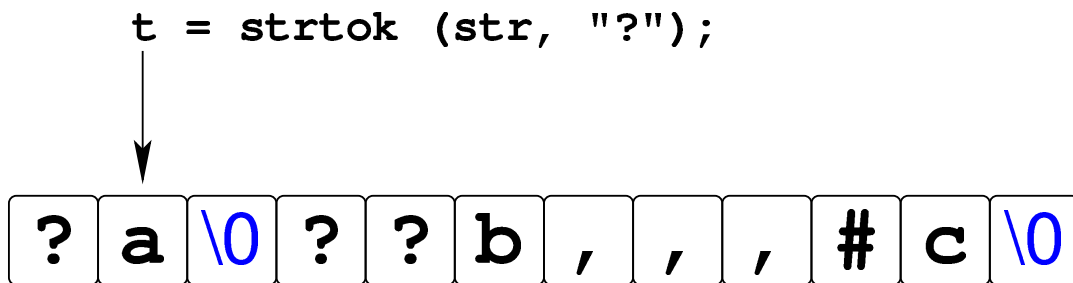 t = strtok (str, "?");
? a \0 ? ? b , , , # c \0